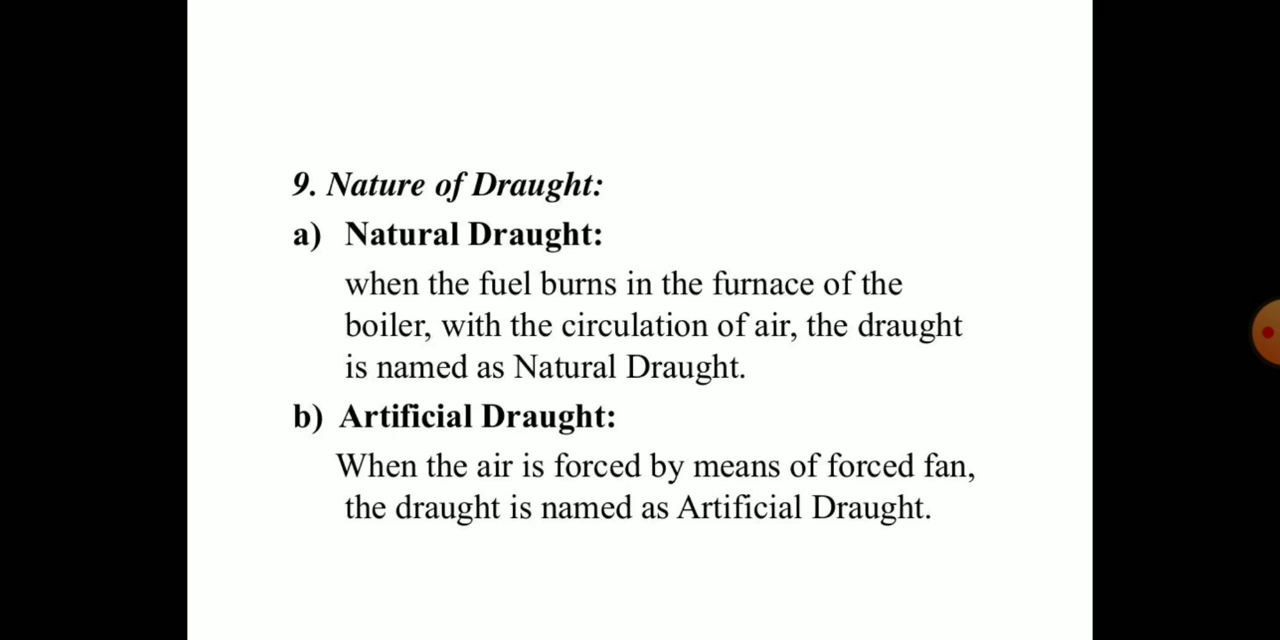 9. Nature of Draught:
a) Natural Draught:
when the fuel burns in the furnace of the
boiler, with the circulation of air, the draught
is named as Natural Draught.
b) Artificial Draught:
When the air is forced by means of forced fan,
the draught is named as Artificial Draught.